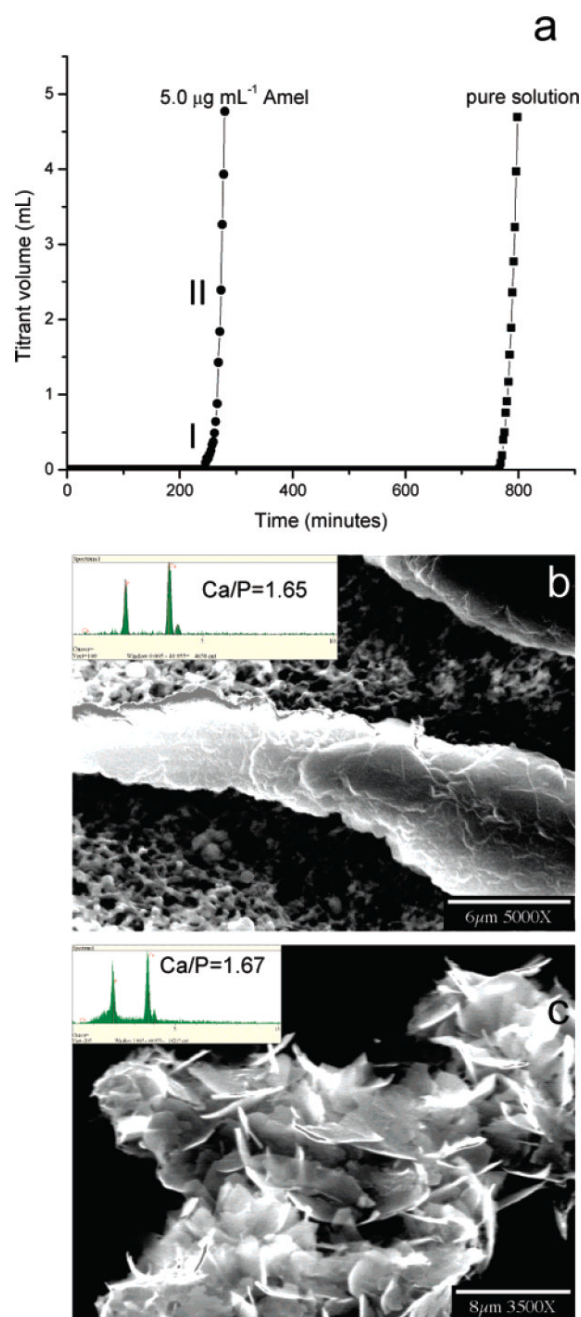 a
5.0 μg mL⁻¹ Amel
pure solution
5
4
3
2
1
0
Titrant volume (mL)
II
I
0 200 400 600 800
Time (minutes)
b
Spectrum1
Ca/P=1.65
6μm 5000X
c
Ca/P=1.67
8μm 3500X